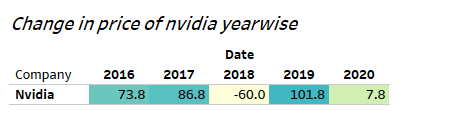 Change in price of nvidia yearwise
Date
Company 2016 2017 2018 2019 2020
Nvidia 73.8 86.8 -60.0 101.8 7.8